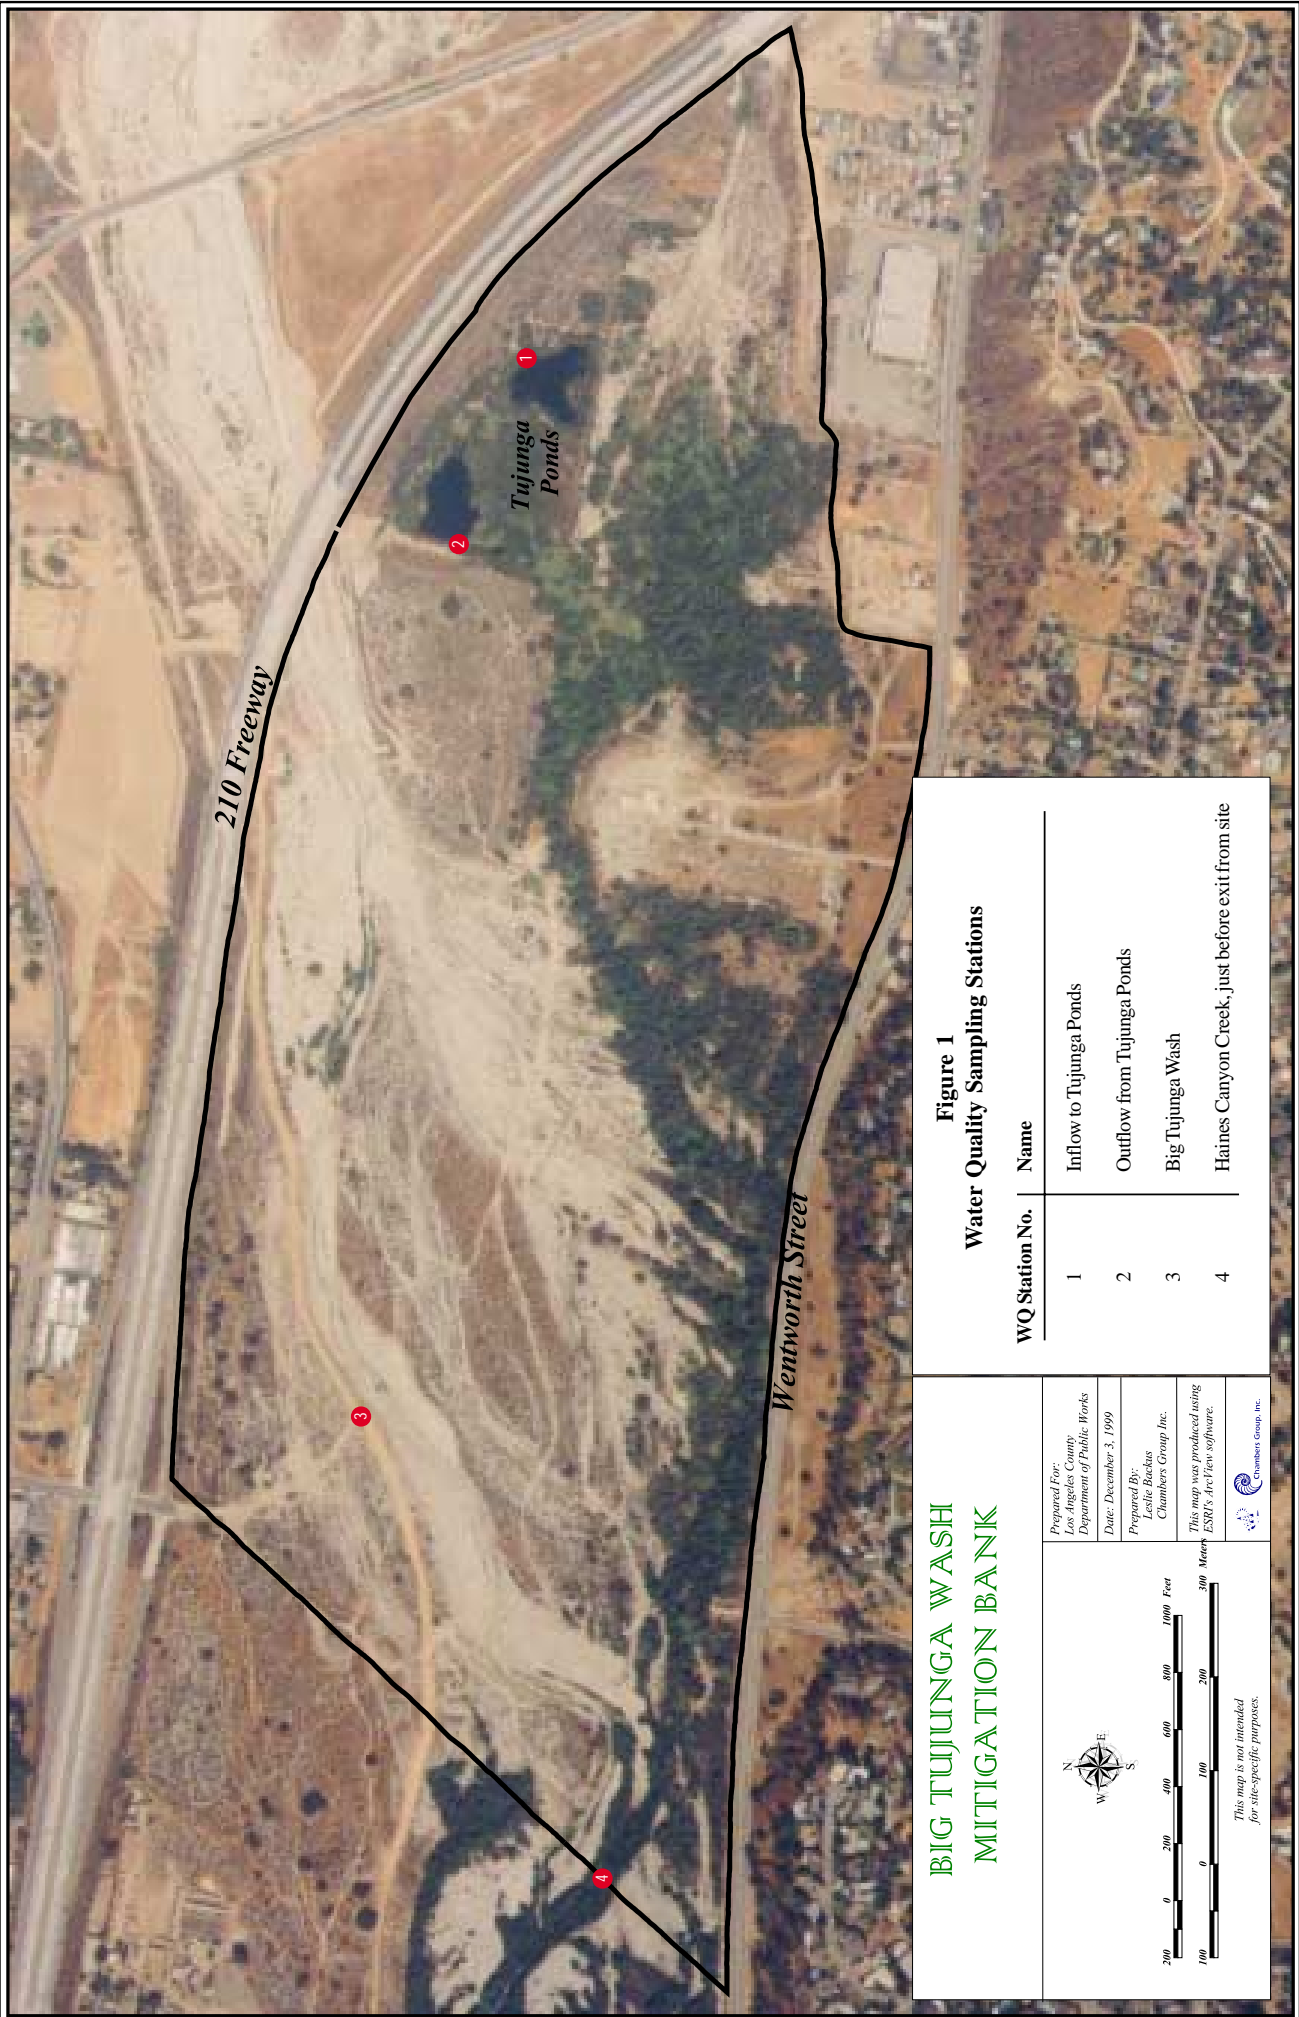 210 Freeway
Tujunga
Ponds
1
2
3
4
Wentworth Street
BIG TUJUNGA WASH
MITIGATION BANK
N
W
E
S
200 0 200 400 600 800 1000 Feet
100 0 100 200 300 Meters
This map is not intended
for site-specific purposes.
Prepared For:
Los Angeles County
Department of Public Works
Date: December 3, 1999
Prepared By:
Leslie Backus
Chambers Group Inc.
This map was produced using
ESRI's ArcView software.
Chambers Group, Inc.
Figure 1
Water Quality Sampling Stations
WQ Station No. Name
1 Inflow to Tujunga Ponds
2 Outflow from Tujunga Ponds
3 Big Tujunga Wash
4 Haines Canyon Creek, just before exit from site